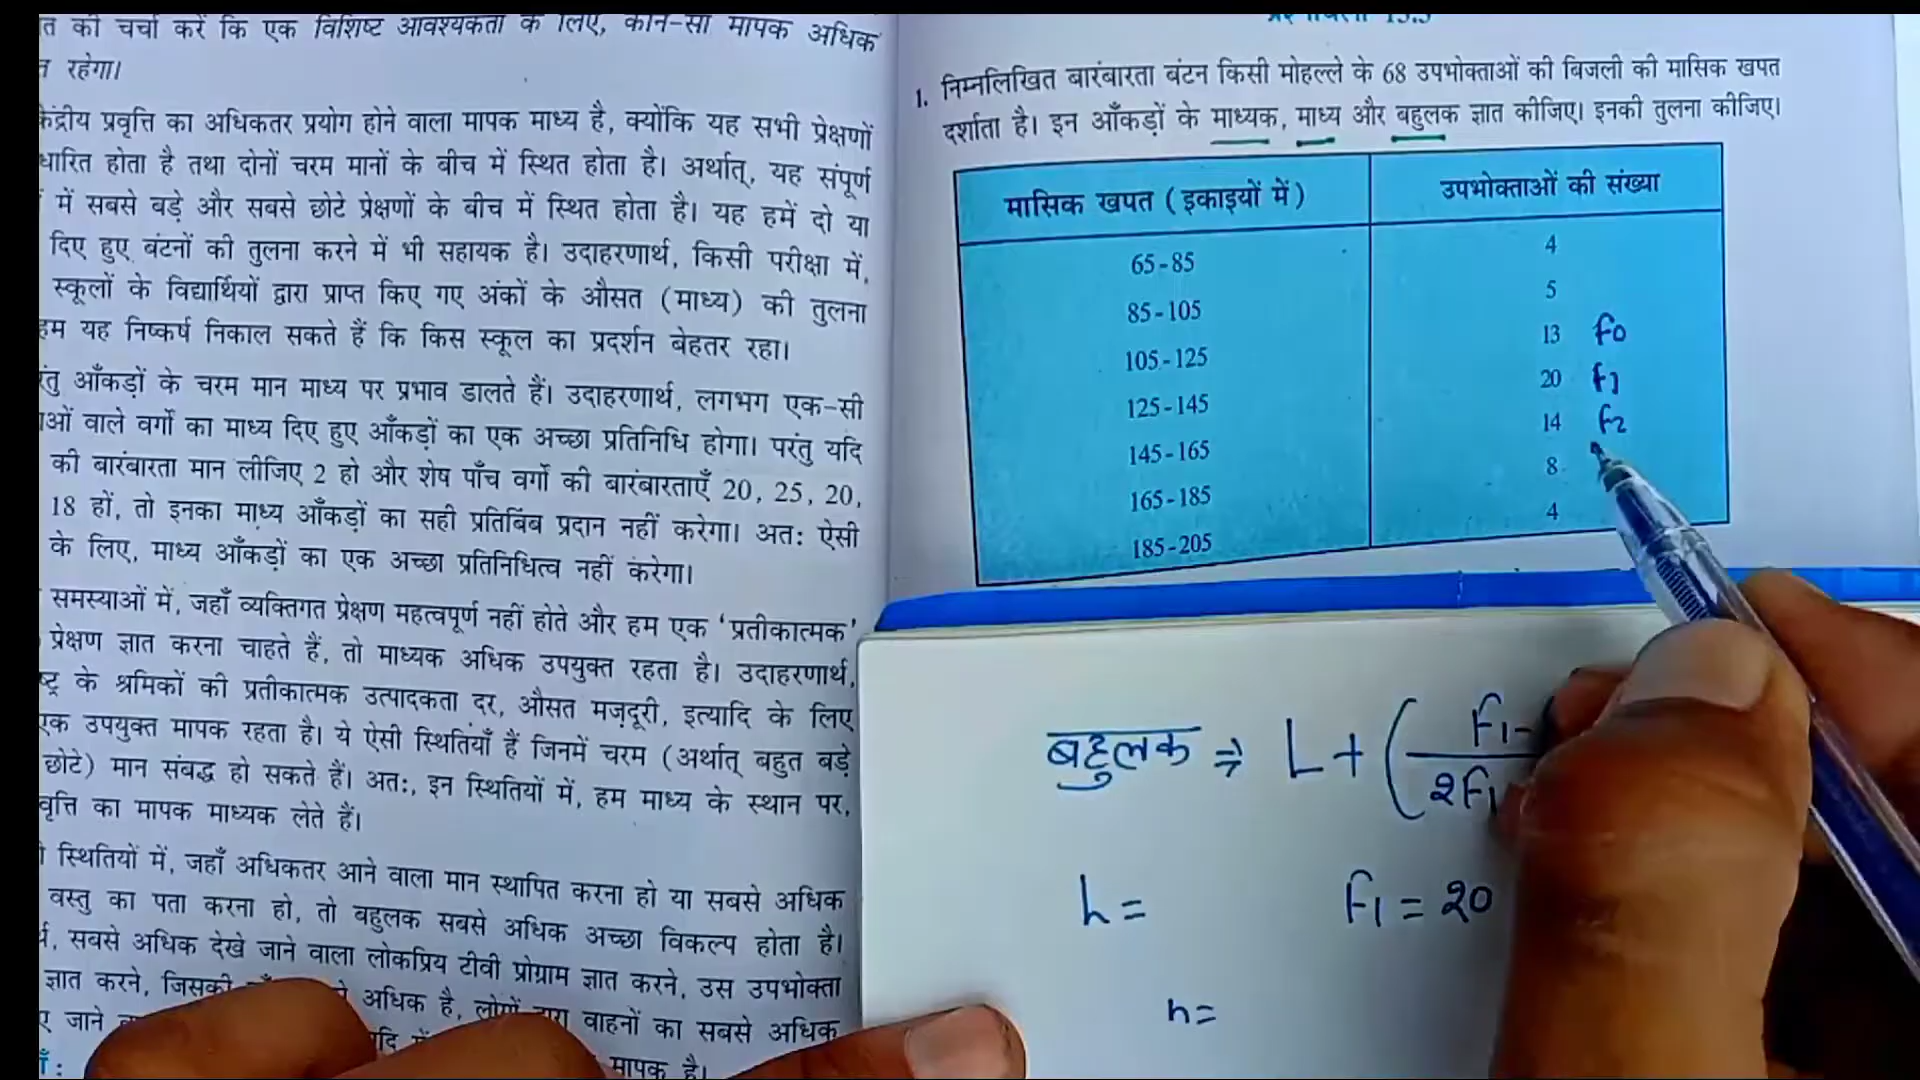 की चर्चा करें कि एक विशिष्ट आवश्यकता के लिए, कौन-सा मापक अधिक
रहेगा।
केंद्रीय प्रवृत्ति का अधिकतर प्रयोग होने वाला मापक माध्य है, क्योंकि यह सभी प्रेक्षणों
धारित होता है तथा दोनों चरम मानों के बीच में स्थित होता है। अर्थात्, यह संपूर्ण
में सबसे बड़े और सबसे छोटे प्रेक्षणों के बीच में स्थित होता है। यह हमें दो या
दिए हुए बंटनों की तुलना करने में भी सहायक है। उदाहरणार्थ, किसी परीक्षा में,
स्कूलों के विद्यार्थियों द्वारा प्राप्त किए गए अंकों के औसत (माध्य) की तुलना
हम यह निष्कर्ष निकाल सकते हैं कि किस स्कूल का प्रदर्शन बेहतर रहा।
रंतु आँकड़ों के चरम मान माध्य पर प्रभाव डालते हैं। उदाहरणार्थ, लगभग एक-सी
ाओं वाले वर्गों का माध्य दिए हुए आँकड़ों का एक अच्छा प्रतिनिधि होगा। परंतु यदि
की बारंबारता मान लीजिए 2 हो और शेष पाँच वर्गों की बारंबारताएँ 20, 25, 20,
18 हों, तो इनका माध्य आँकड़ों का सही प्रतिबिंब प्रदान नहीं करेगा। अतः ऐसी
के लिए, माध्य आँकड़ों का एक अच्छा प्रतिनिधित्व नहीं करेगा।
समस्याओं में, जहाँ व्यक्तिगत प्रेक्षण महत्वपूर्ण नहीं होते और हम एक ‘प्रतीकात्मक’
प्रेक्षण ज्ञात करना चाहते हैं, तो माध्यक अधिक उपयुक्त रहता है। उदाहरणार्थ,
ष्ट्र के श्रमिकों की प्रतीकात्मक उत्पादकता दर, औसत मज़दूरी, इत्यादि के लिए
एक उपयुक्त मापक रहता है। ये ऐसी स्थितियाँ हैं जिनमें चरम (अर्थात् बहुत बड़े
छोटे) मान संबद्ध हो सकते हैं। अतः, इन स्थितियों में, हम माध्य के स्थान पर,
वृत्ति का मापक माध्यक लेते हैं।
स्थितियों में, जहाँ अधिकतर आने वाला मान स्थापित करना हो या सबसे अधिक
वस्तु का पता करना हो, तो बहुलक सबसे अधिक अच्छा विकल्प होता है।
सबसे अधिक देखे जाने वाला लोकप्रिय टीवी प्रोग्राम ज्ञात करने, उस उपभोक्ता
ज्ञात करने, जिसकी अधिक है, लोगों द्वारा वाहनों का सबसे अधिक
ए जाने
मापक है।
1. निम्नलिखित बारंबारता बंटन किसी मोहल्ले के 68 उपभोक्ताओं की बिजली की मासिक खपत
दर्शाता है। इन आँकड़ों के माध्यक, माध्य और बहुलक ज्ञात कीजिए। इनकी तुलना कीजिए।
मासिक खपत (इकाइयों में) उपभोक्ताओं की संख्या
65-85 4
85-105 5
105-125 13 f0
125-145 20 f1
145-165 14 f2
165-185 8
185-205 4
बहुलक ⇒ L + ( f1- / 2f1
h = f1 = 20
n =